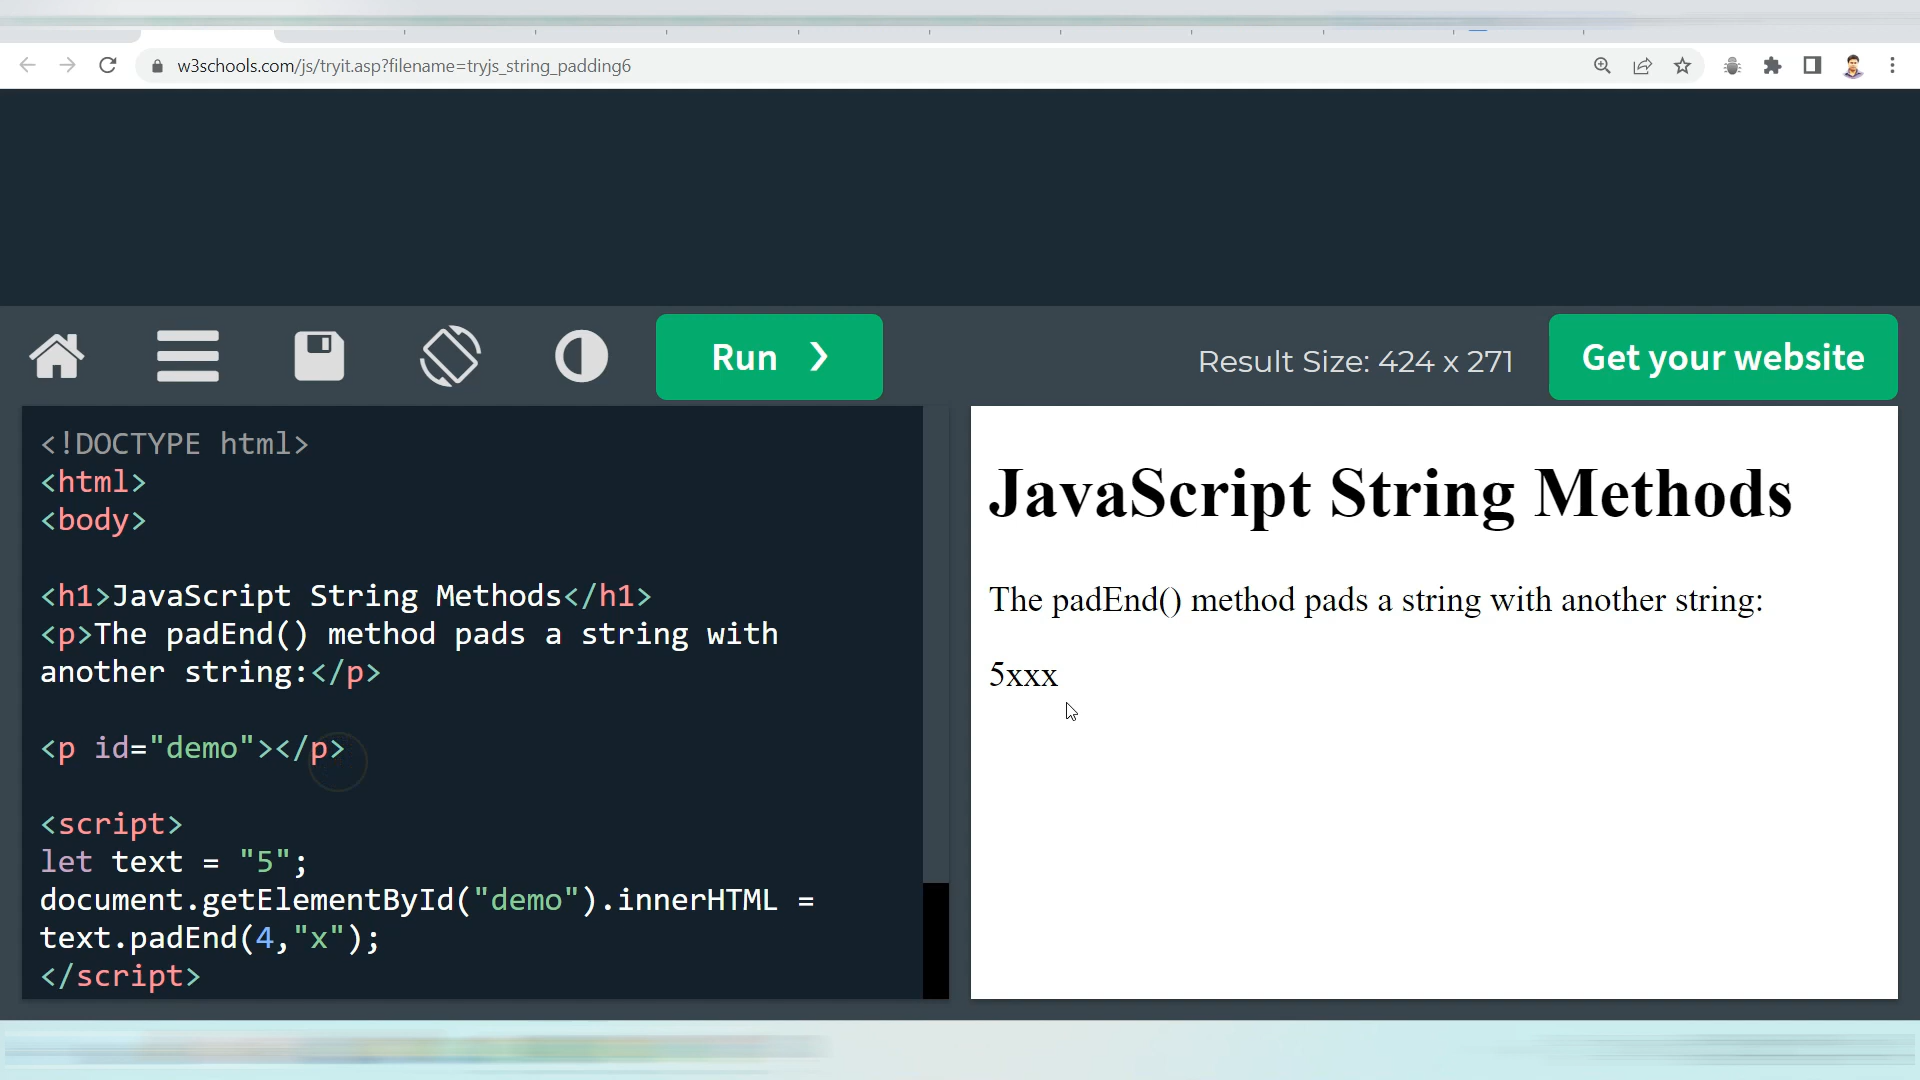 w3schools.com/js/tryit.asp?filename=tryjs_string_padding6
Run ❯
Result Size: 424 x 271
Get your website
<!DOCTYPE html>
<html>
<body>
<h1>JavaScript String Methods</h1>
<p>The padEnd() method pads a string with
another string:</p>
<p id="demo"></p>
<script>
let text = "5";
document.getElementById("demo").innerHTML =
text.padEnd(4,"x");
</script>
JavaScript String Methods
The padEnd() method pads a string with another string:
5xxx